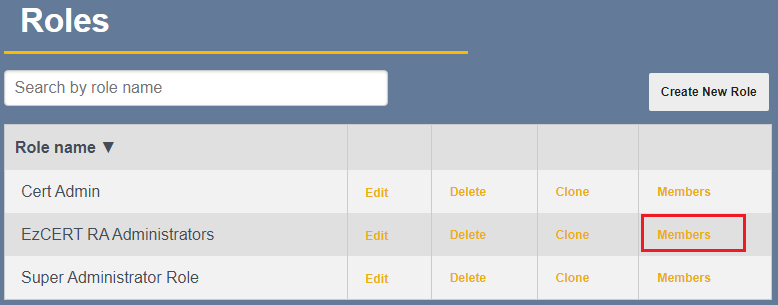 Roles
Search by role name
Create New Role
Role name ▼
Cert Admin Edit Delete Clone Members
EzCERT RA Administrators Edit Delete Clone Members
Super Administrator Role Edit Delete Clone Members